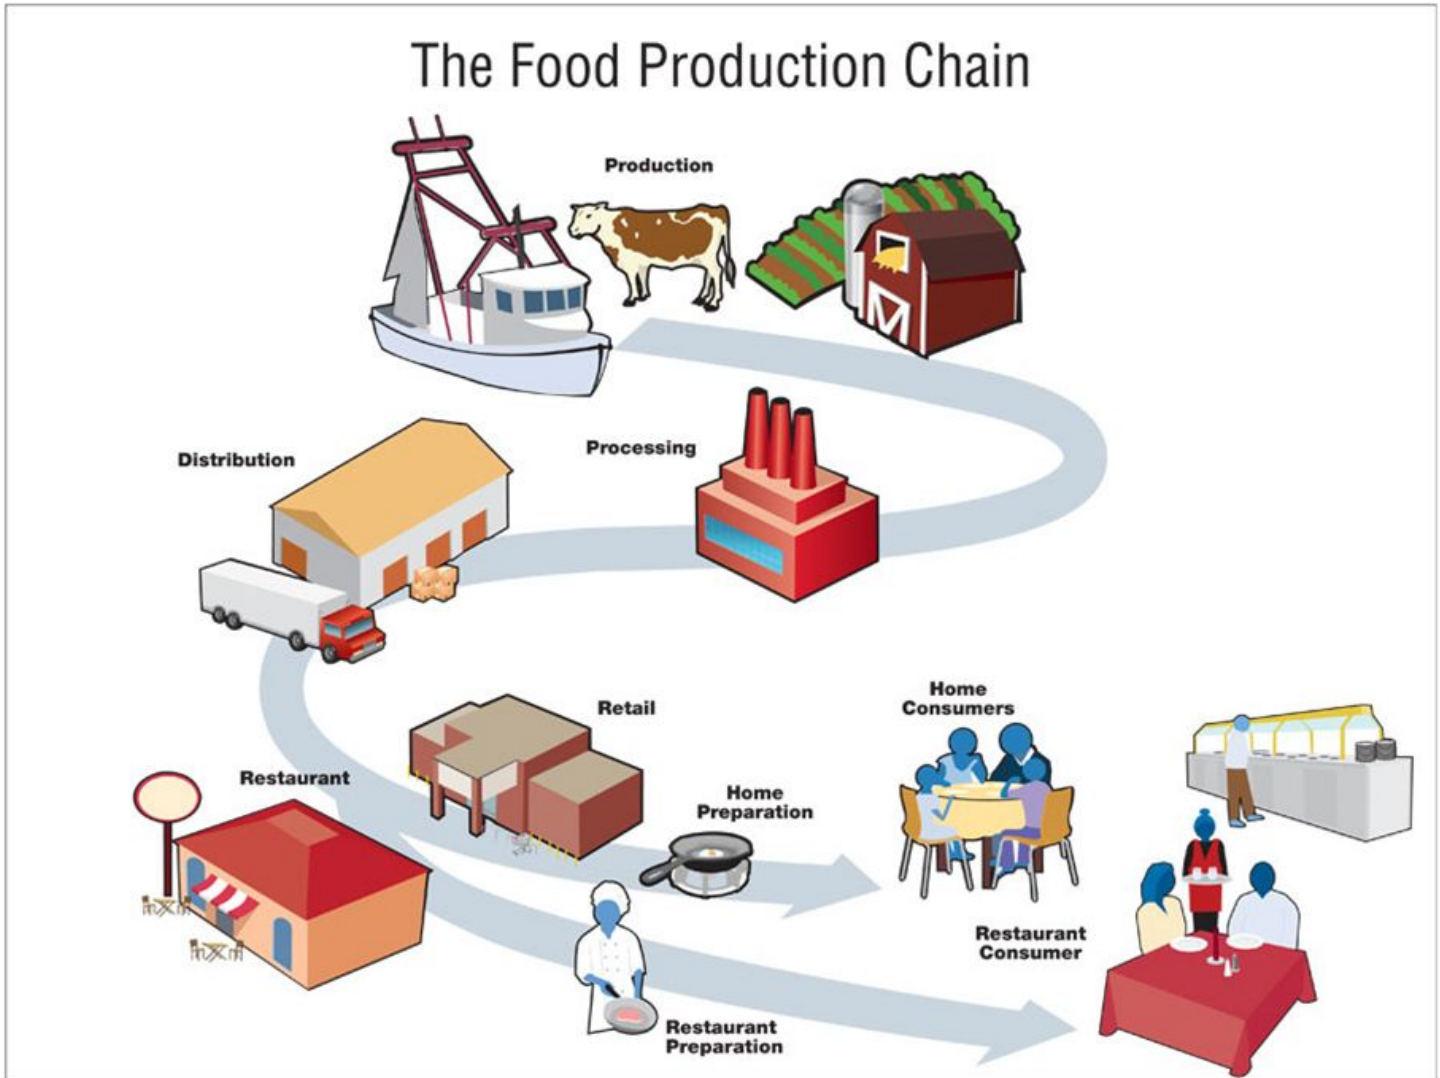 The Food Production Chain
Production
Processing
Distribution
Retail
Restaurant
Home
Preparation
Home
Consumers
Restaurant
Preparation
Restaurant
Consumer